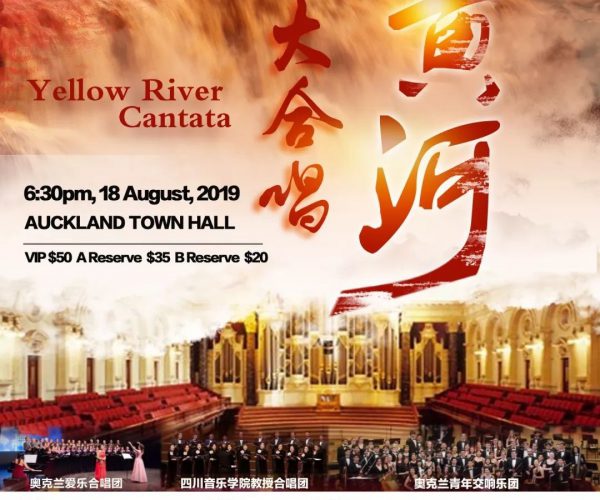 黄河
大合唱
Yellow River
Cantata
6:30pm, 18 August, 2019
AUCKLAND TOWN HALL
VIP $50 A Reserve $35 B Reserve $20
奥克兰爱乐合唱团
四川音乐学院教授合唱团
奥克兰青年交响乐团